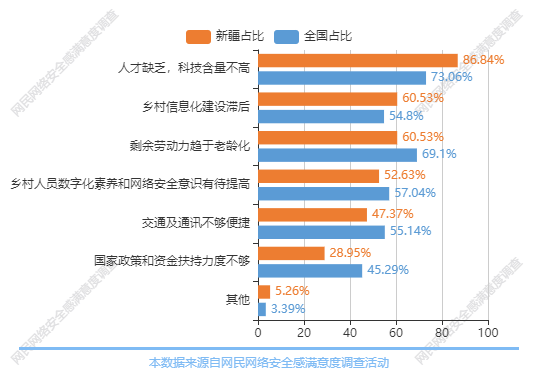 新疆占比 全国占比
人才缺乏，科技含量不高 86.84% 73.06%
乡村信息化建设滞后 60.53% 54.8%
剩余劳动力趋于老龄化 60.53% 69.1%
乡村人员数字化素养和网络安全意识有待提高 52.63% 57.04%
交通及通讯不够便捷 47.37% 55.14%
国家政策和资金扶持力度不够 28.95% 45.29%
其他 5.26% 3.39%
0 20 40 60 80 100
本数据来源自网民网络安全感满意度调查活动
网民网络安全感满意度调查
网民网络安全感满意度调查
网民网络安全感满意度调查
网民网络安全感满意度调查